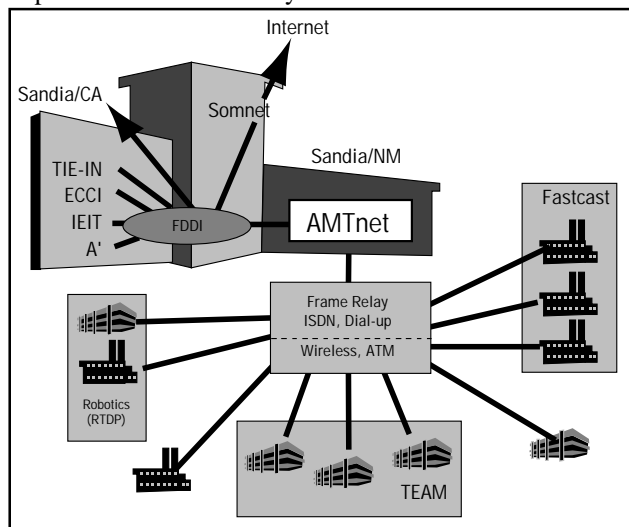 Internet
Sandia/CA
Somnet
Sandia/NM
TIE-IN
ECCI
IEIT
A'
FDDI
AMTnet
Fastcast
Frame Relay
ISDN, Dial-up
Wireless, ATM
Robotics
(RTDP)
TEAM